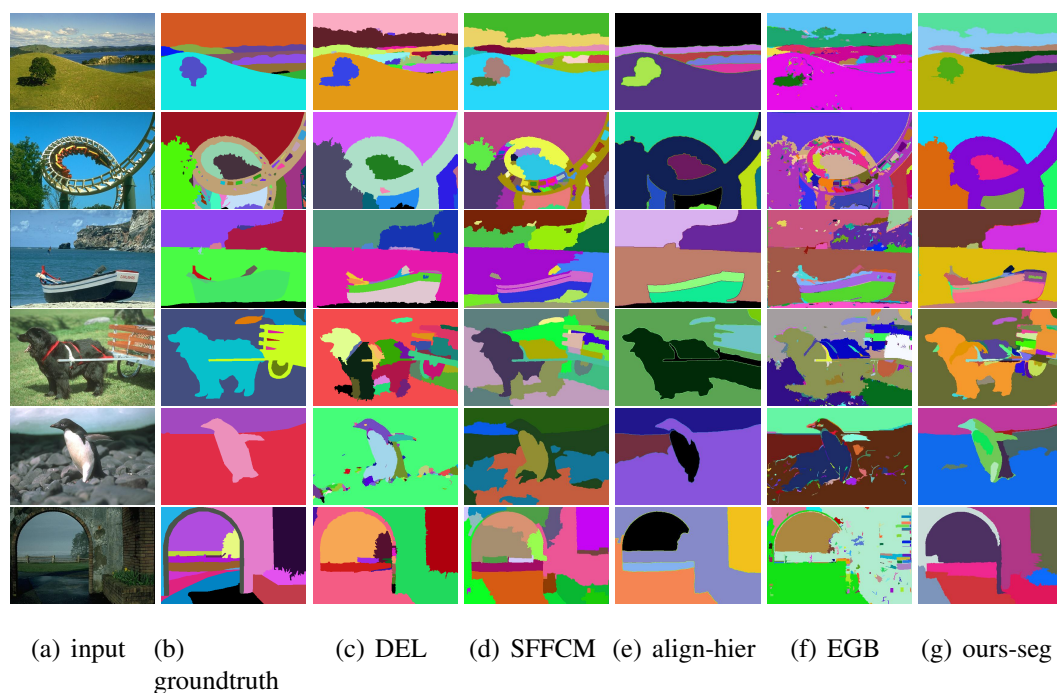 (a) input (b) (c) DEL (d) SFFCM (e) align-hier (f) EGB (g) ours-seg
groundtruth